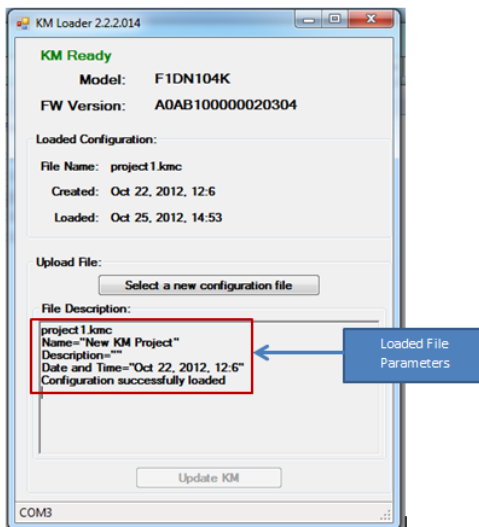 KM Loader 2.2.2.014
KM Ready
Model: F1DN104K
FW Version: A0AB100000020304
Loaded Configuration:
File Name: project1.kmc
Created: Oct 22, 2012, 12:6
Loaded: Oct 25, 2012, 14:53
Upload File:
Select a new configuration file
File Description:
project1.kmc
Name="New KM Project"
Description=""
Date and Time="Oct 22, 2012, 12:6"
Configuration successfully loaded
Loaded File
Parameters
Update KM
COM3